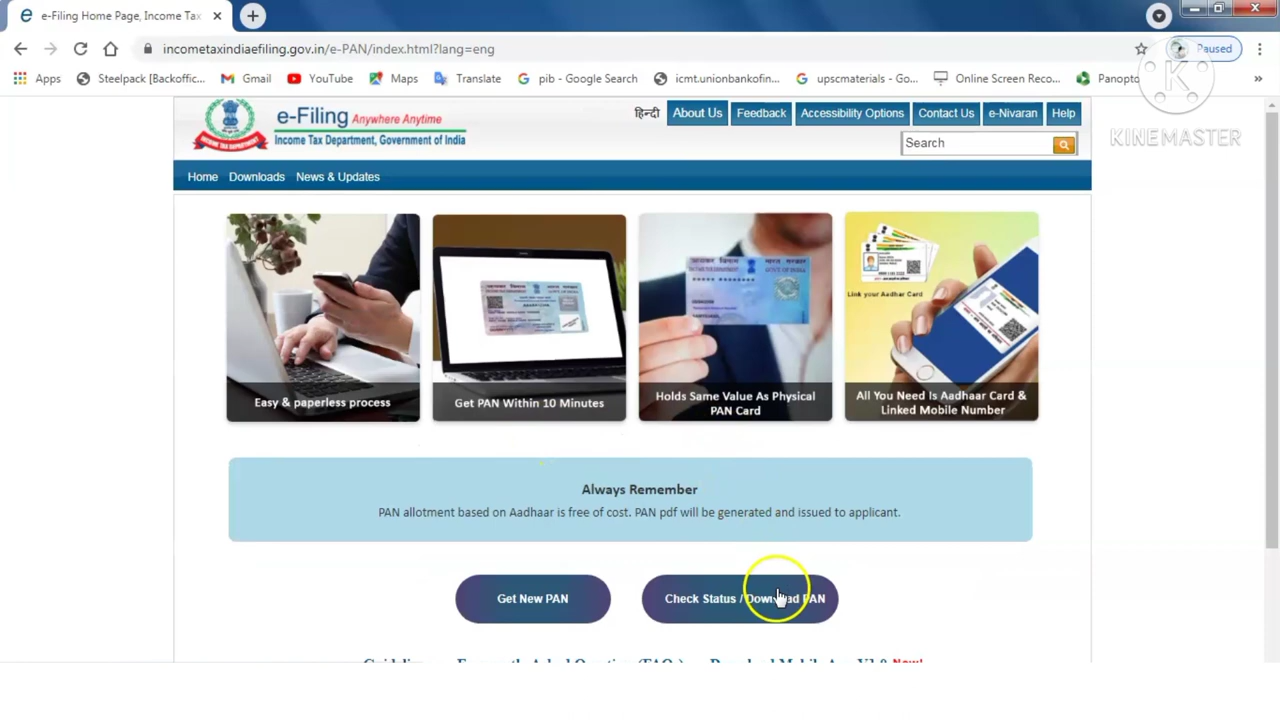 e-Filing Home Page, Income Tax
incometaxindiaefiling.gov.in/e-PAN/index.html?lang=eng
Paused
Apps Steelpack [Backoffic... Gmail YouTube Maps Translate pib - Google Search icmt.unionbankofin... upscmaterials - Go... Online Screen Reco... Panopto
K
KINEMASTER
e-Filing Anywhere Anytime
Income Tax Department, Government of India
हिन्दी About Us Feedback Accessibility Options Contact Us e-Nivaran Help
Search
Home Downloads News & Updates
Easy & paperless process
Get PAN Within 10 Minutes
Holds Same Value As Physical
PAN Card
Link your Aadhar Card
All You Need Is Aadhaar Card &
Linked Mobile Number
Always Remember
PAN allotment based on Aadhaar is free of cost. PAN pdf will be generated and issued to applicant.
Get New PAN
Check Status / Download PAN